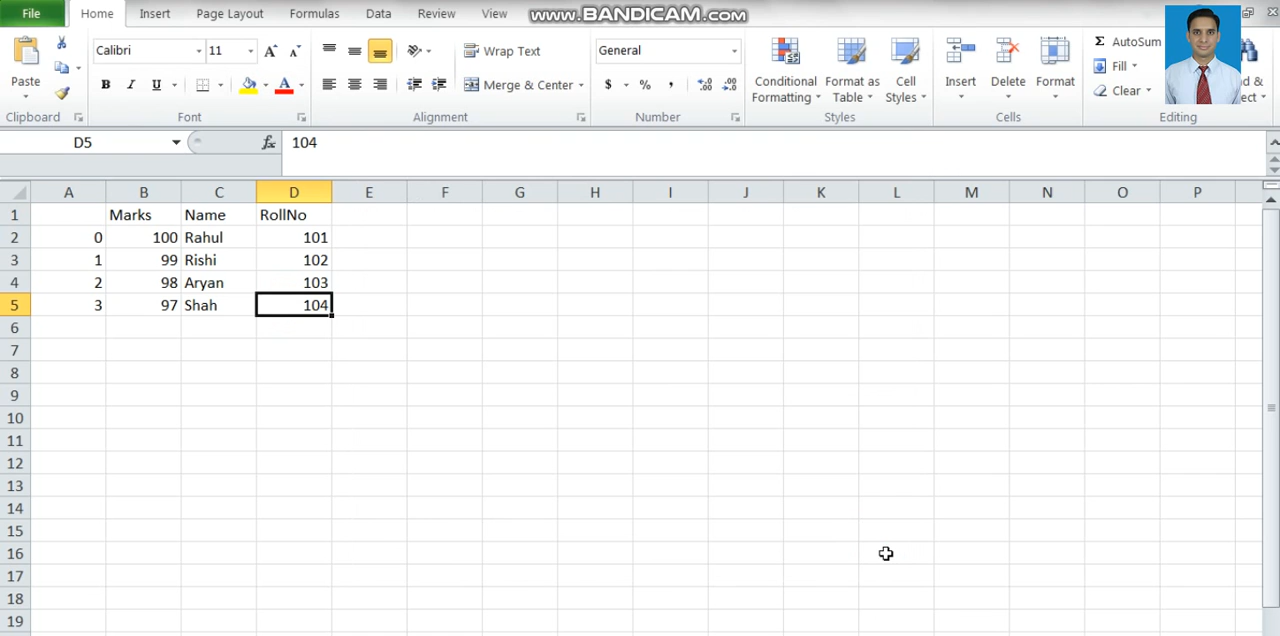 File Home Insert Page Layout Formulas Data Review View www.BANDICAM.com
Calibri 11 A A Wrap Text General Σ AutoSum
Paste Conditional Format as Cell Insert Delete Format Fill
B I U A Merge & Center $ % , Formatting Table Styles Clear
Clipboard Font Alignment Number Styles Cells Editing
D5 fx 104
A B C D E F G H I J K L M N O P
1 Marks Name RollNo
2 0 100 Rahul 101
3 1 99 Rishi 102
4 2 98 Aryan 103
5 3 97 Shah 104
6
7
8
9
10
11
12
13
14
15
16
17
18
19